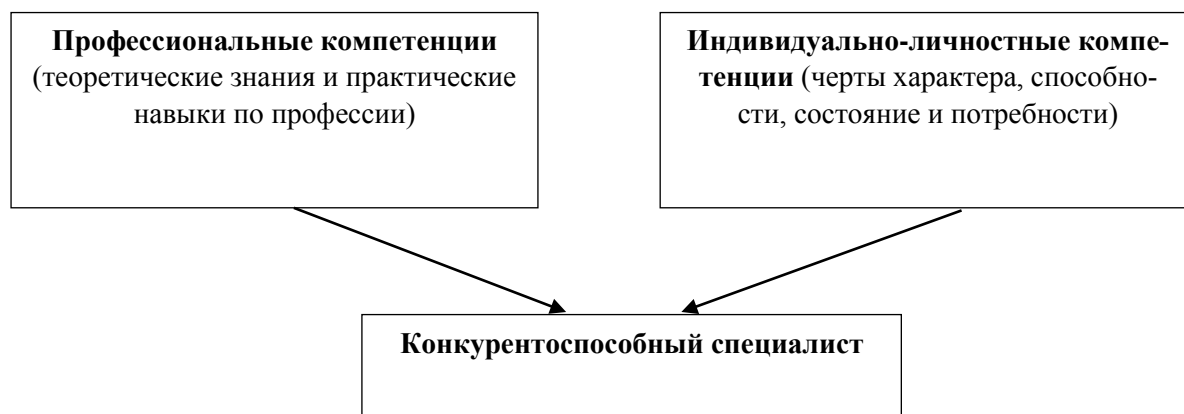 Профессиональные компетенции
(теоретические знания и практические
навыки по профессии)
Индивидуально-личностные компе-
тенции (черты характера, способно-
сти, состояние и потребности)
Конкурентоспособный специалист